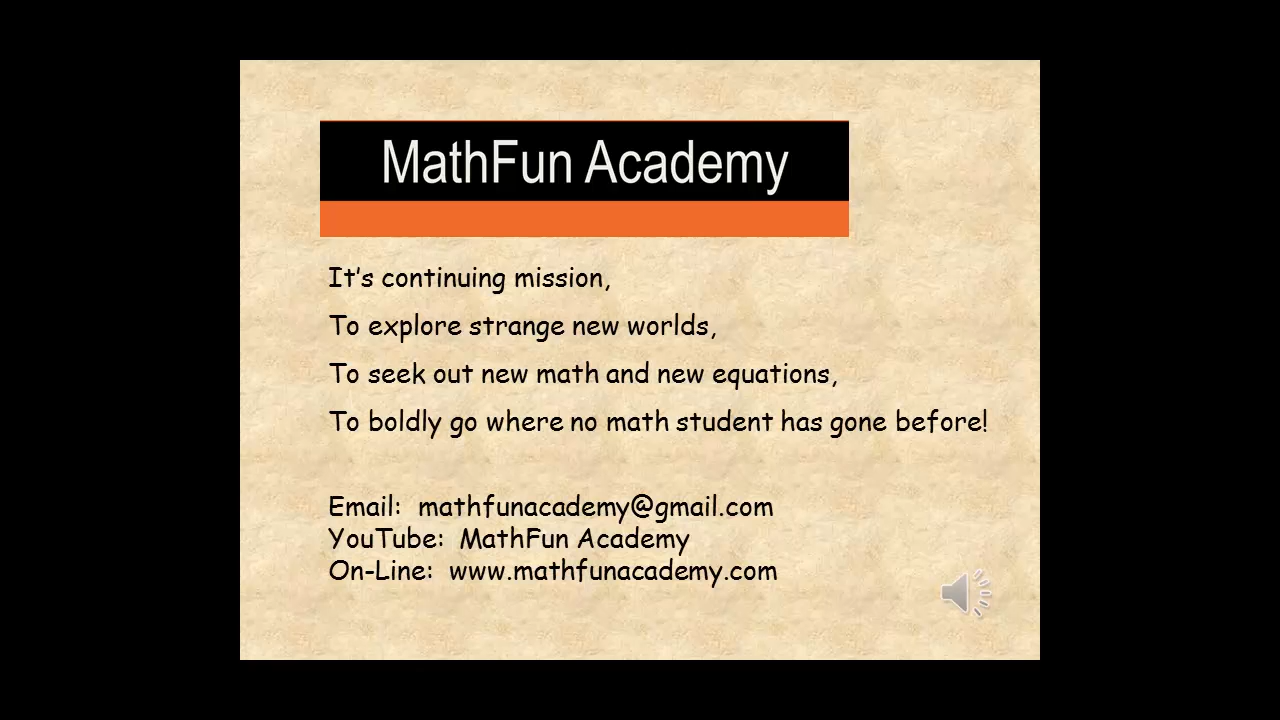 MathFun Academy
It's continuing mission,
To explore strange new worlds,
To seek out new math and new equations,
To boldly go where no math student has gone before!
Email:  mathfunacademy@gmail.com
YouTube:  MathFun Academy
On-Line:  www.mathfunacademy.com